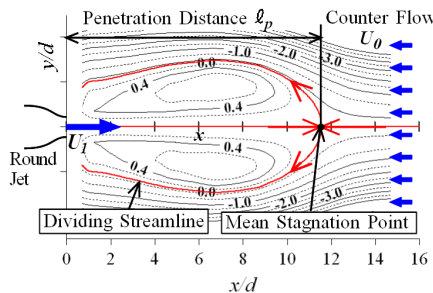 Penetration Distance ℓp
Counter Flow
U0
y/d
-1.0
-2.0
-3.0
0.0
0.4
0.4
U1
x
Round
Jet
0.4
0.4
0.0
-1.0
-2.0
-3.0
Dividing Streamline
Mean Stagnation Point
0 2 4 6 8 10 12 14 16
x/d